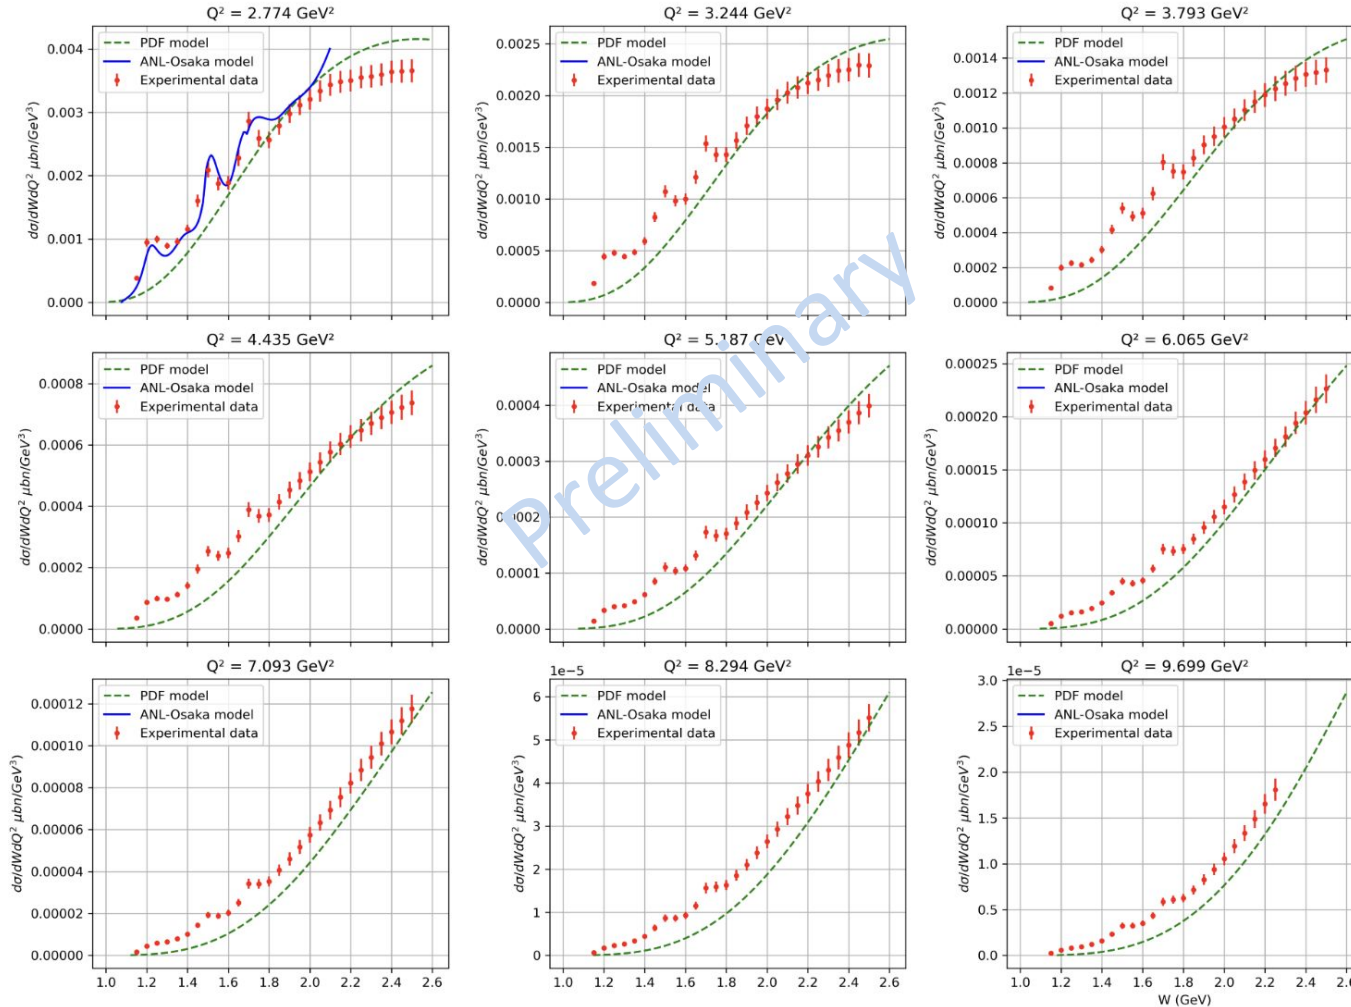 Q² = 2.774 GeV²
PDF model
ANL-Osaka model
Experimental data
dσ/dWdQ² μbn/GeV³)
0.004
0.003
0.002
0.001
0.000
Q² = 3.244 GeV²
PDF model
ANL-Osaka model
Experimental data
dσ/dWdQ² μbn/GeV³)
0.0025
0.0020
0.0015
0.0010
0.0005
0.0000
Q² = 3.793 GeV²
PDF model
ANL-Osaka model
Experimental data
dσ/dWdQ² μbn/GeV³)
0.0014
0.0012
0.0010
0.0008
0.0006
0.0004
0.0002
0.0000
Q² = 4.435 GeV²
PDF model
ANL-Osaka model
Experimental data
dσ/dWdQ² μbn/GeV³)
0.0008
0.0006
0.0004
0.0002
0.0000
Q² = 5.187 GeV²
PDF model
ANL-Osaka model
Experimental data
dσ/dWdQ² μbn/GeV³)
0.0004
0.0003
0.0002
0.0001
0.0000
Q² = 6.065 GeV²
PDF model
ANL-Osaka model
Experimental data
dσ/dWdQ² μbn/GeV³)
0.00025
0.00020
0.00015
0.00010
0.00005
0.00000
Preliminary
Q² = 7.093 GeV²
PDF model
ANL-Osaka model
Experimental data
dσ/dWdQ² μbn/GeV³)
0.00012
0.00010
0.00008
0.00006
0.00004
0.00002
0.00000
1.0 1.2 1.4 1.6 1.8 2.0 2.2 2.4 2.6
1e−5
Q² = 8.294 GeV²
PDF model
ANL-Osaka model
Experimental data
dσ/dWdQ² μbn/GeV³)
6
5
4
3
2
1
0
1.0 1.2 1.4 1.6 1.8 2.0 2.2 2.4 2.6
1e−5
Q² = 9.699 GeV²
PDF model
ANL-Osaka model
Experimental data
dσ/dWdQ² μbn/GeV³)
3.0
2.5
2.0
1.5
1.0
0.5
0.0
1.0 1.2 1.4 1.6 1.8 2.0 2.2 2.4 2.6
W (GeV)